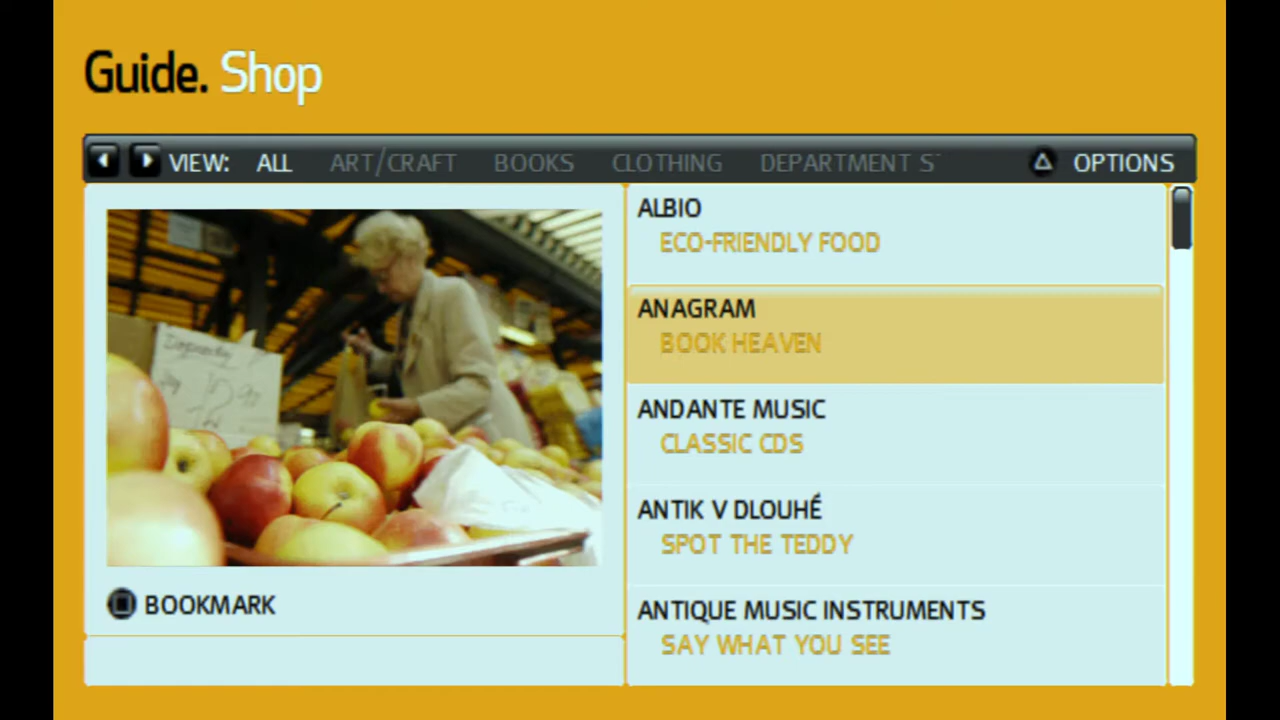 Guide. Shop
VIEW: ALL ART/CRAFT BOOKS CLOTHING DEPARTMENT S OPTIONS
BOOKMARK
ALBIO
ECO-FRIENDLY FOOD
ANAGRAM
BOOK HEAVEN
ANDANTE MUSIC
CLASSIC CDS
ANTIK V DLOUHÉ
SPOT THE TEDDY
ANTIQUE MUSIC INSTRUMENTS
SAY WHAT YOU SEE